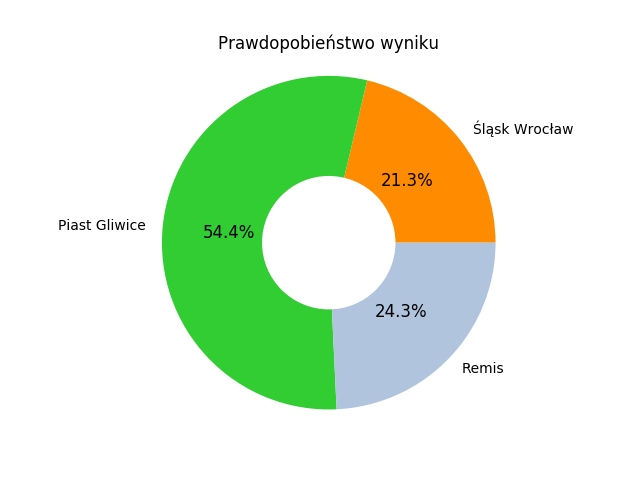 Prawdopobieństwo wyniku
Śląsk Wrocław
21.3%
Piast Gliwice
54.4%
24.3%
Remis